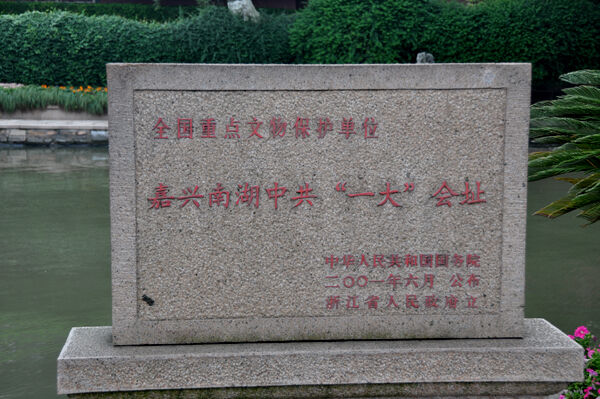 全国重点文物保护单位
嘉兴南湖中共“一大”会址
中华人民共和国国务院
二〇〇一年六月 公布
浙江省人民政府立